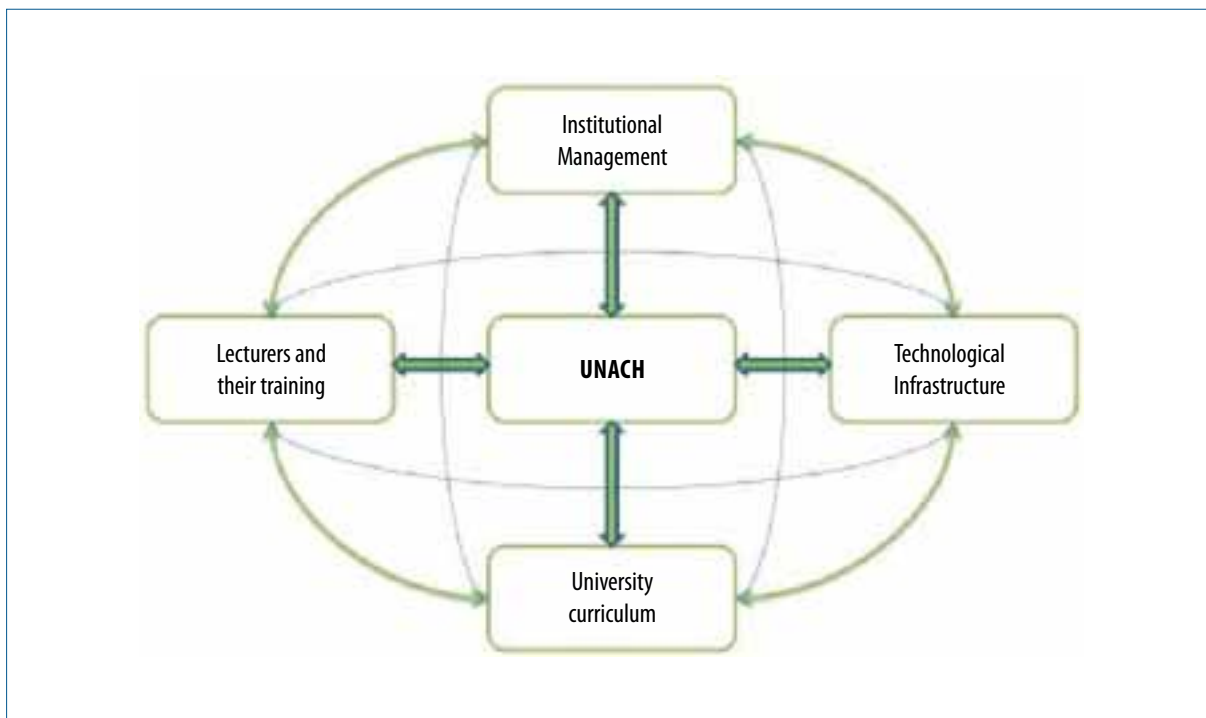 Institutional
Management
Lecturers and
their training
UNACH
Technological
Infrastructure
University
curriculum